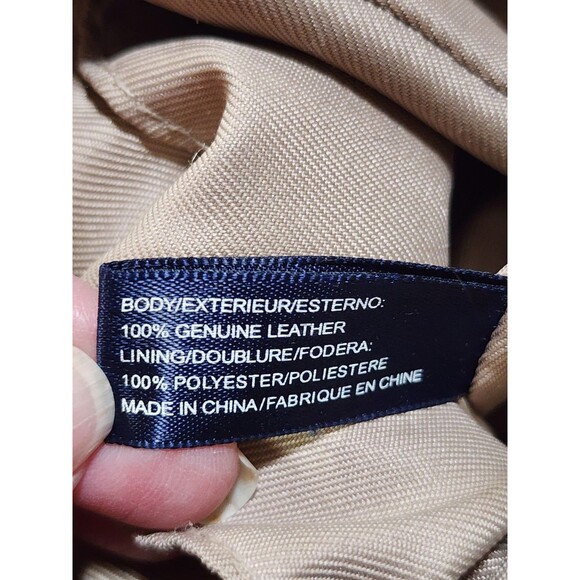 BODY/EXTERIEUR/ESTERNO:
100% GENUINE LEATHER
LINING/DOUBLURE/FODERA:
100% POLYESTER/POLIESTERE
MADE IN CHINA/FABRIQUE EN CHINE